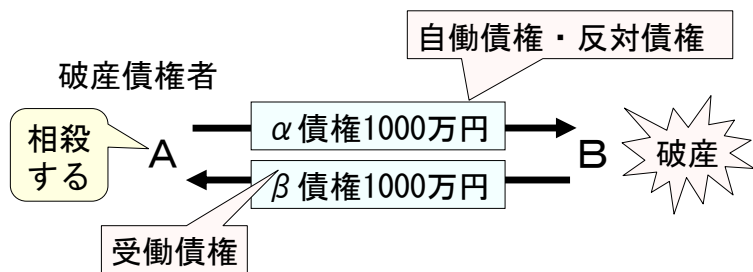 自働債権・反対債権
破産債権者
相殺
する
A
α債権1000万円
B
破産
β債権1000万円
受働債権